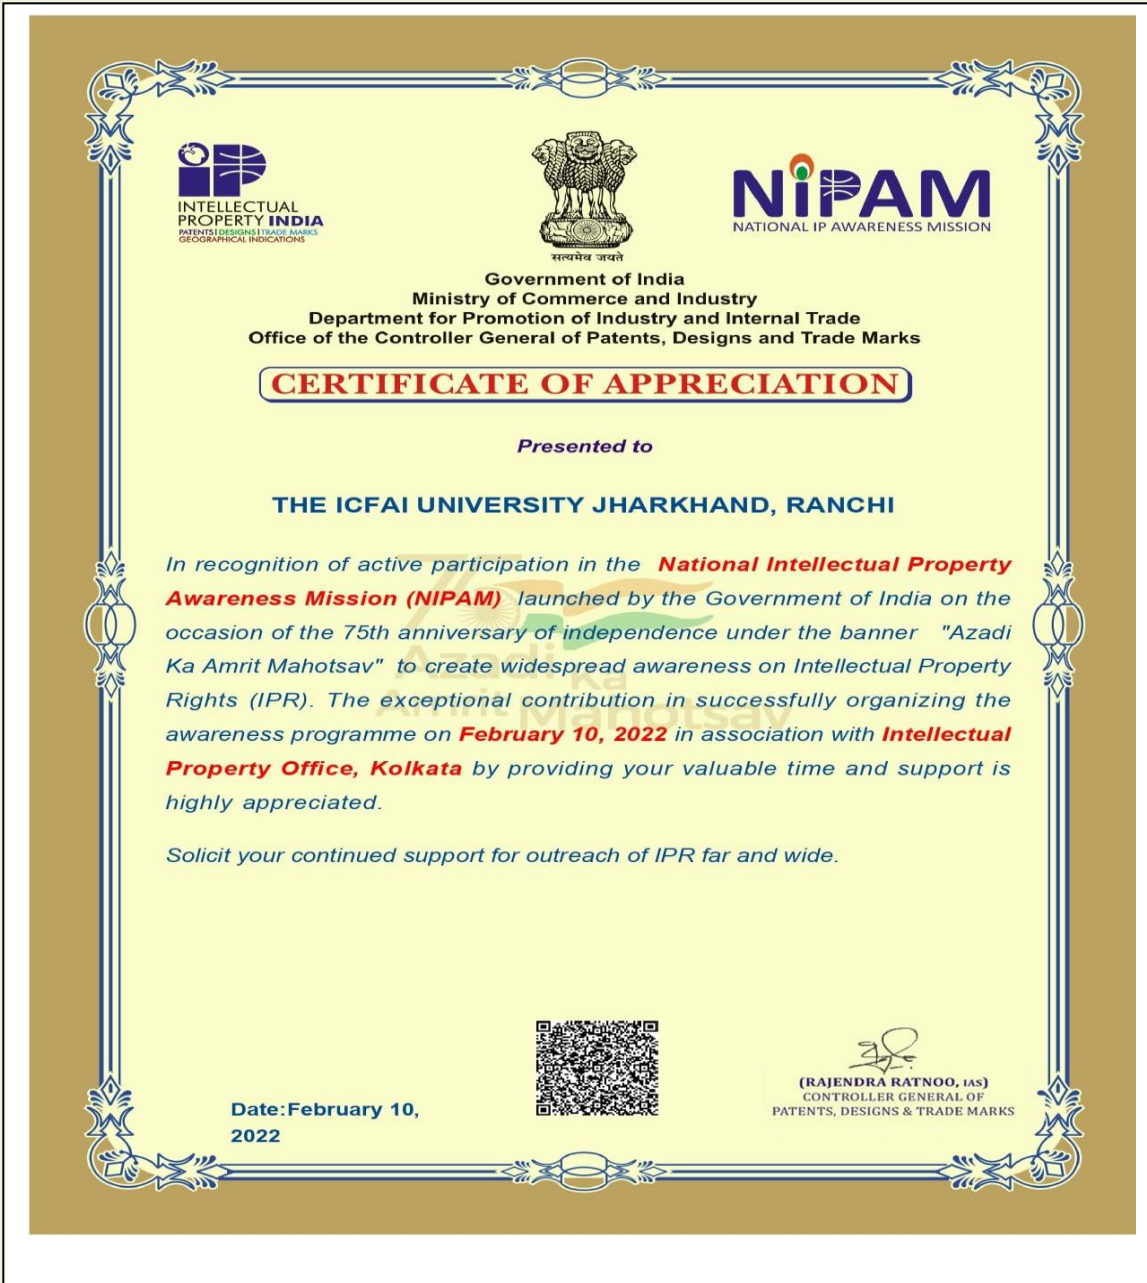 iP
INTELLECTUAL
PROPERTY INDIA
PATENTS | DESIGNS | TRADE MARKS
GEOGRAPHICAL INDICATIONS
सत्यमेव जयते
NiPAM
NATIONAL IP AWARENESS MISSION
Government of India
Ministry of Commerce and Industry
Department for Promotion of Industry and Internal Trade
Office of the Controller General of Patents, Designs and Trade Marks
CERTIFICATE OF APPRECIATION
Presented to
THE ICFAI UNIVERSITY JHARKHAND, RANCHI
In recognition of active participation in the National Intellectual Property
Awareness Mission (NIPAM) launched by the Government of India on the
occasion of the 75th anniversary of independence under the banner "Azadi
Ka Amrit Mahotsav" to create widespread awareness on Intellectual Property
Rights (IPR). The exceptional contribution in successfully organizing the
awareness programme on February 10, 2022 in association with Intellectual
Property Office, Kolkata by providing your valuable time and support is
highly appreciated.
Solicit your continued support for outreach of IPR far and wide.
75
Azadi Ka
Amrit Mahotsav
Date:February 10,
2022
(RAJENDRA RATNOO, IAS)
CONTROLLER GENERAL OF
PATENTS, DESIGNS & TRADE MARKS